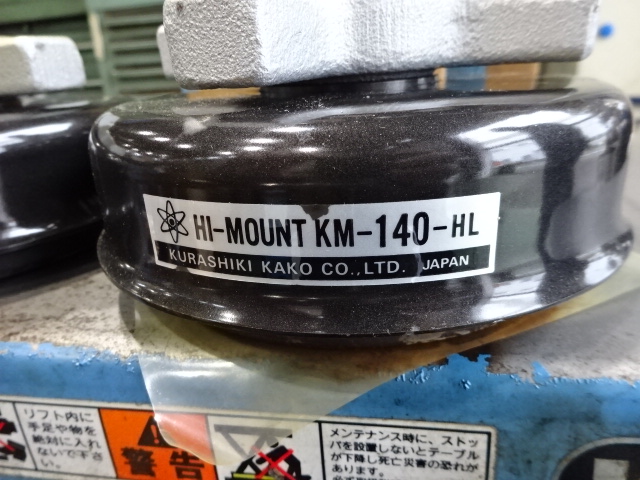 HI-MOUNT KM-140-HL
KURASHIKI KAKO CO.,LTD. JAPAN
リフト内に
手足や物を
絶対に入れ
ないで下さ
い。
警告
メンテナンス時に、ストッ
パを設置しないとテーブル
が下降し死亡災害の恐れが
あります。